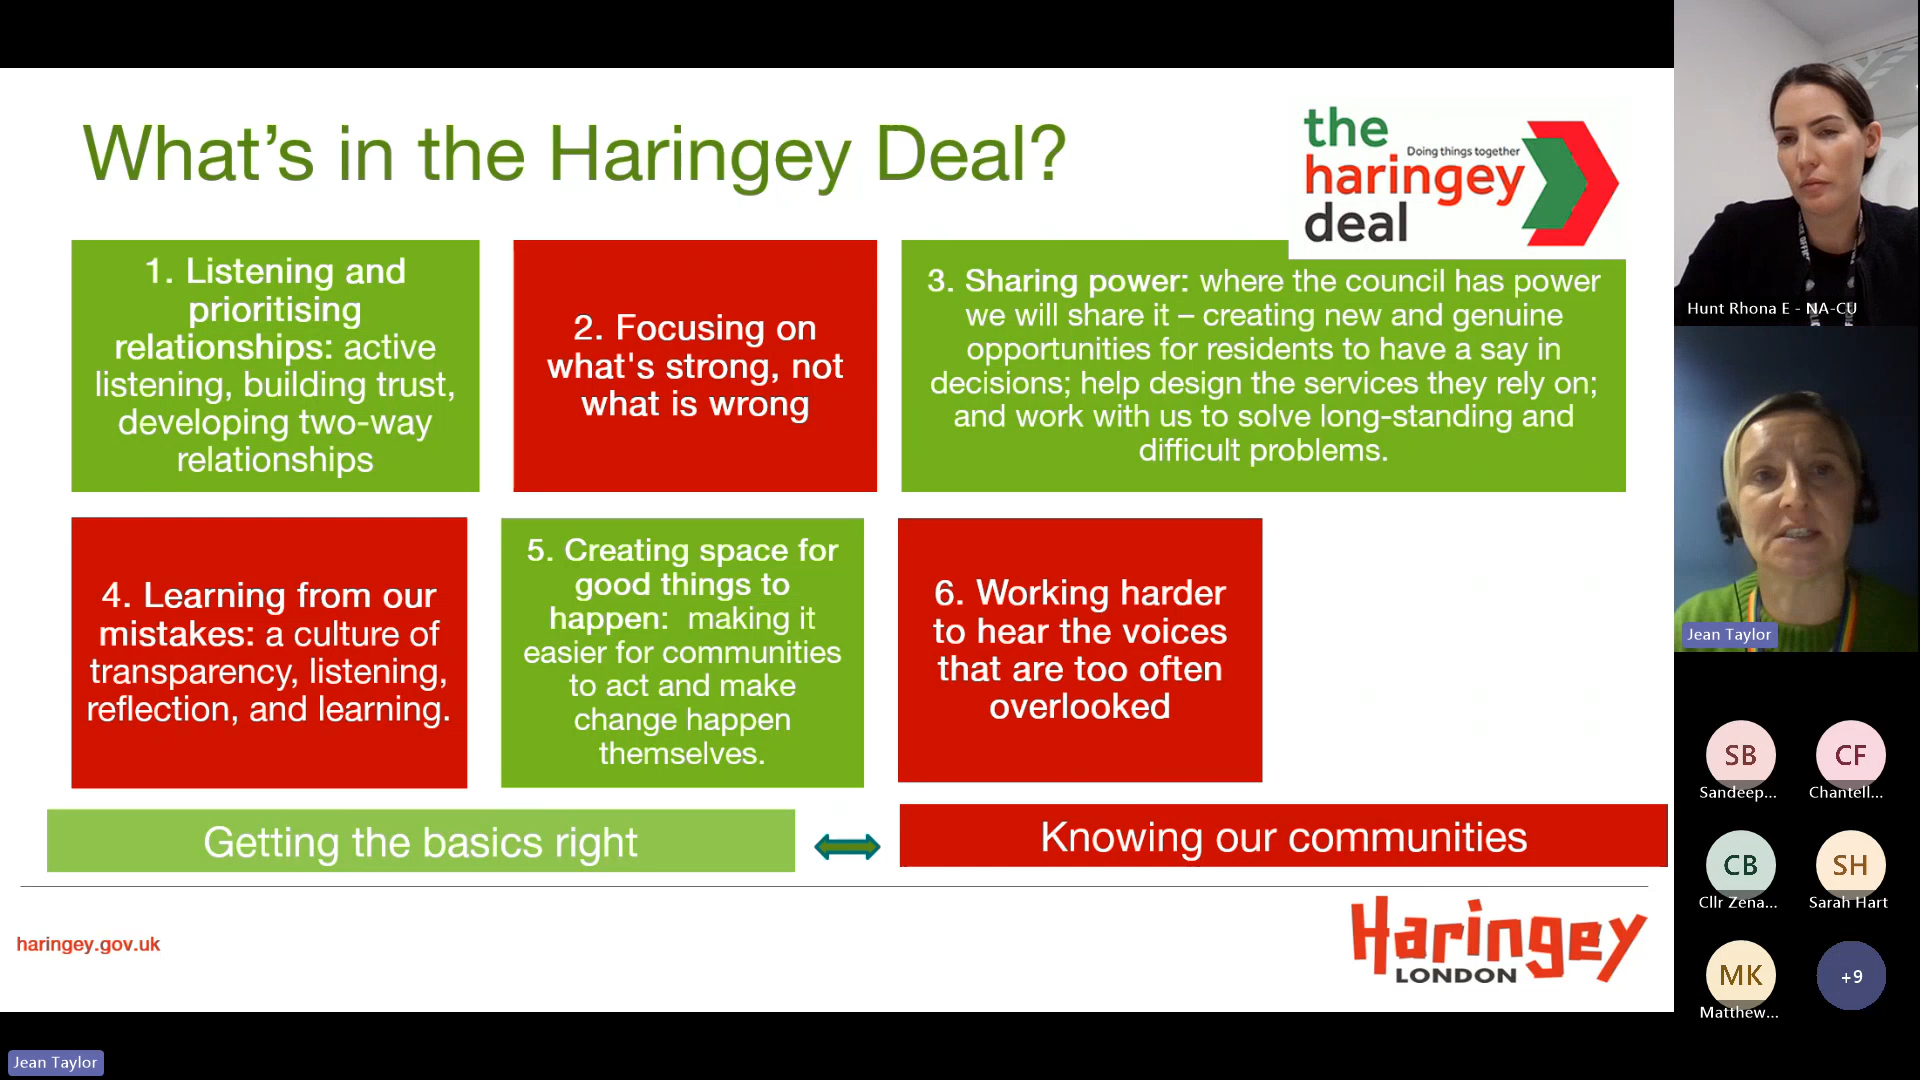 What's in the Haringey Deal?
the
Doing things together
haringey
deal
1. Listening and
prioritising
relationships: active
listening, building trust,
developing two-way
relationships
2. Focusing on
what's strong, not
what is wrong
3. Sharing power: where the council has power
we will share it – creating new and genuine
opportunities for residents to have a say in
decisions; help design the services they rely on;
and work with us to solve long-standing and
difficult problems.
4. Learning from our
mistakes: a culture of
transparency, listening,
reflection, and learning.
5. Creating space for
good things to
happen: making it
easier for communities
to act and make
change happen
themselves.
6. Working harder
to hear the voices
that are too often
overlooked
Getting the basics right
Knowing our communities
haringey.gov.uk
Haringey
LONDON
Jean Taylor
Hunt Rhona E - NA-CU
Jean Taylor
SB
Sandeep...
CF
Chantell...
CB
Cllr Zena...
SH
Sarah Hart
MK
Matthew...
+9